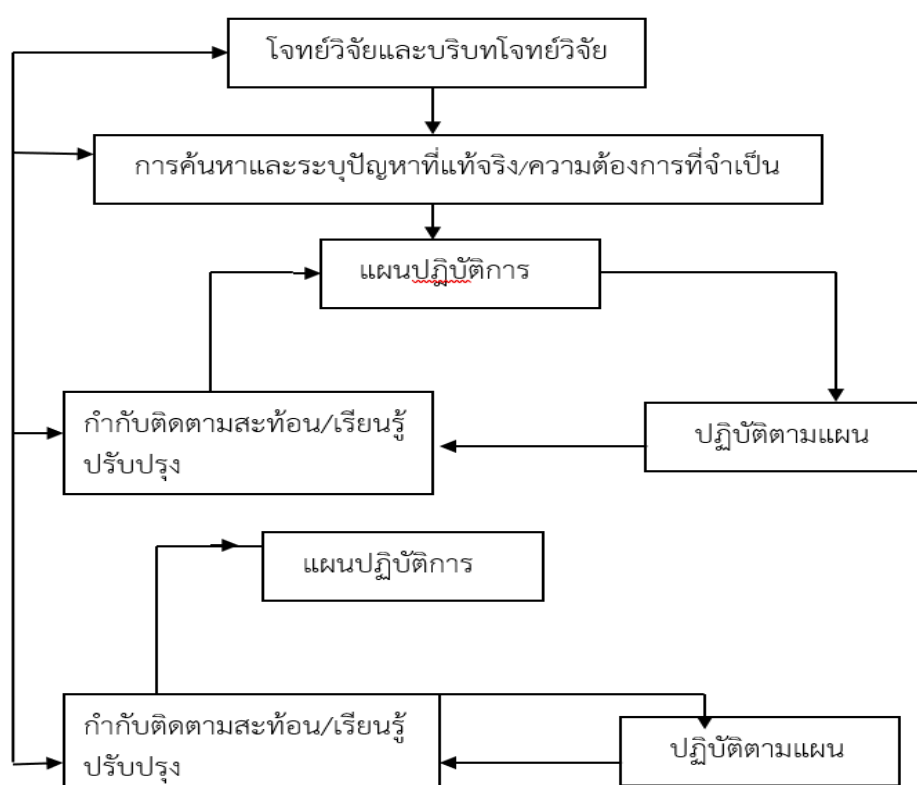 โจทย์วิจัยและบริบทโจทย์วิจัย
การค้นหาและระบุปัญหาที่แท้จริง/ความต้องการที่จำเป็น
แผนปฏิบัติการ
กำกับติดตามสะท้อน/เรียนรู้
ปรับปรุง
ปฏิบัติตามแผน
แผนปฏิบัติการ
กำกับติดตามสะท้อน/เรียนรู้
ปรับปรุง
ปฏิบัติตามแผน